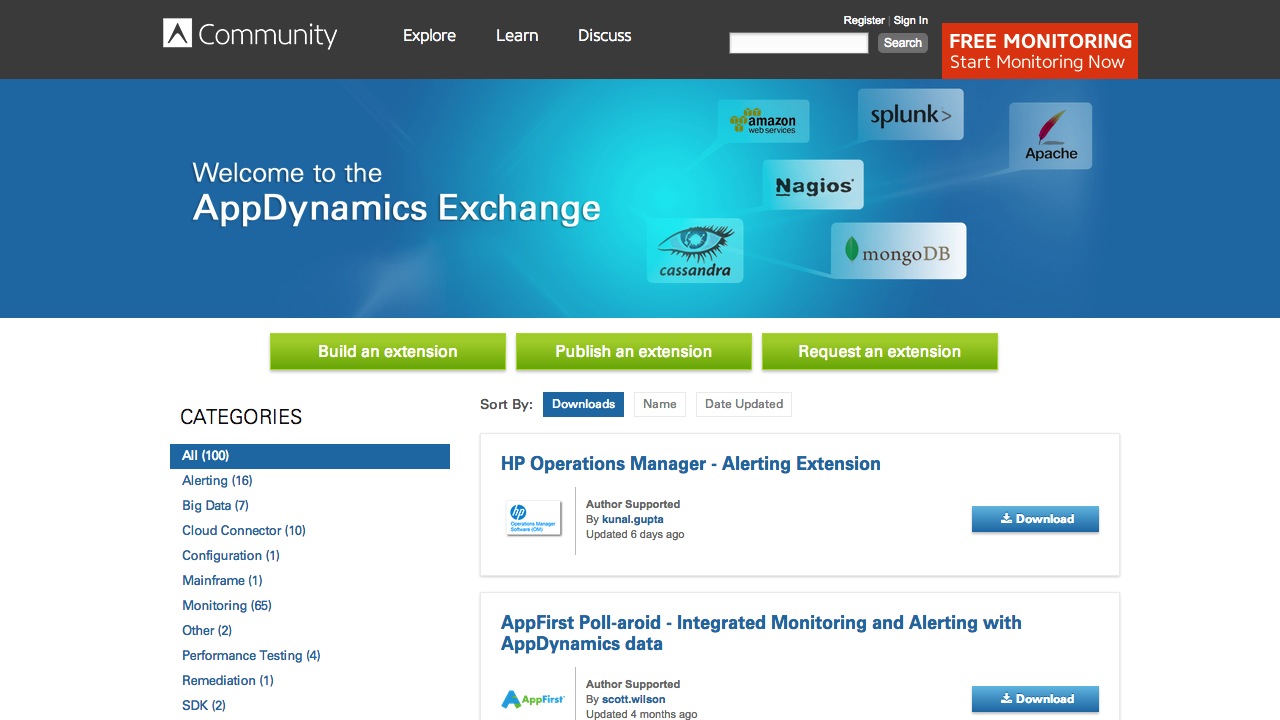 Community
Explore
Learn
Discuss
Register | Sign In
Search
FREE MONITORING
Start Monitoring Now
Welcome to the
AppDynamics Exchange
amazon
web services
splunk>
Apache
Nagios®
cassandra
mongoDB
Build an extension
Publish an extension
Request an extension
CATEGORIES
All (100)
Alerting (16)
Big Data (7)
Cloud Connector (10)
Configuration (1)
Mainframe (1)
Monitoring (65)
Other (2)
Performance Testing (4)
Remediation (1)
SDK (2)
Sort By:
Downloads
Name
Date Updated
HP Operations Manager - Alerting Extension
hp
Operations Manager
Software (OM)
Author Supported
By kunal.gupta
Updated 6 days ago
Download
AppFirst Poll-aroid - Integrated Monitoring and Alerting with
AppDynamics data
AppFirst
Author Supported
By scott.wilson
Updated 4 months ago
Download